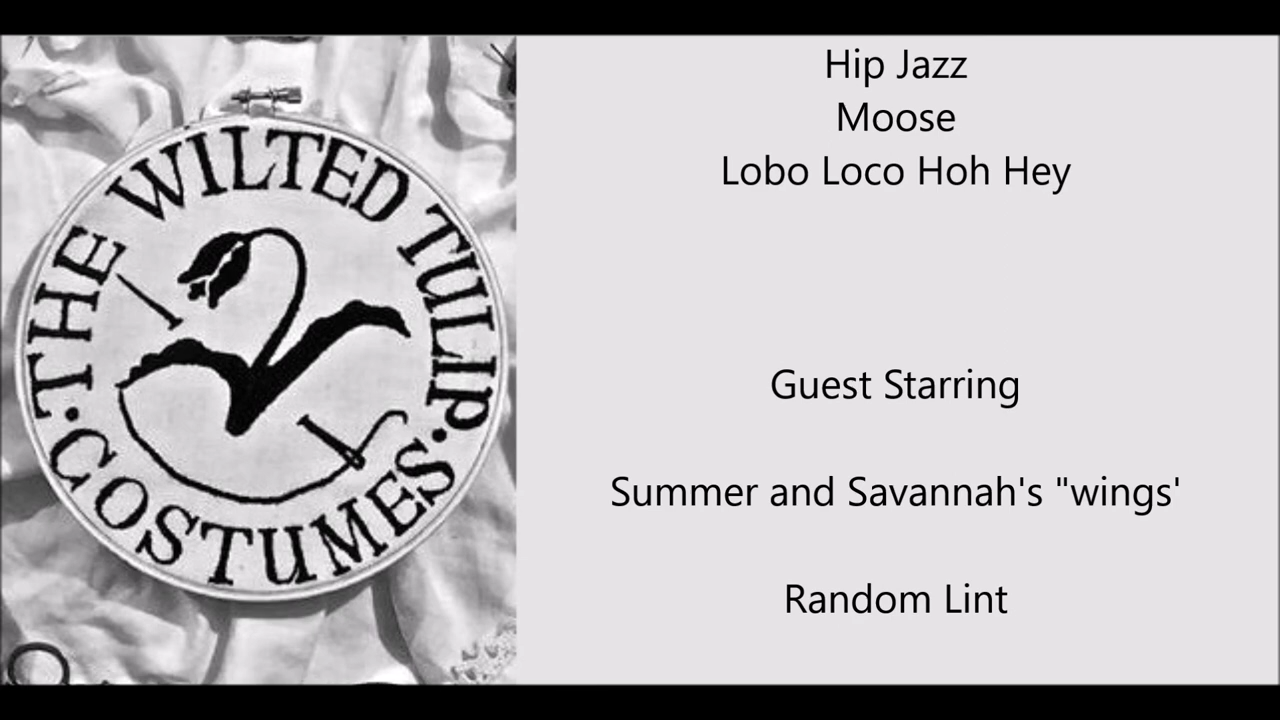 THE WILTED TULIP
COSTUMES
Hip Jazz
Moose
Lobo Loco Hoh Hey
Guest Starring
Summer and Savannah's "wings'
Random Lint